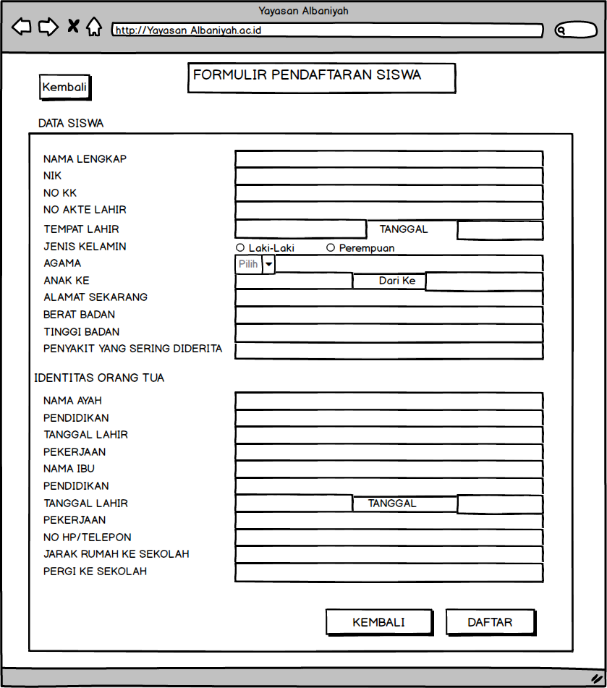 Yayasan Albaniyah
http://Yayasan Albaniyah.ac.id
FORMULIR PENDAFTARAN SISWA
Kembali
DATA SISWA
NAMA LENGKAP
NIK
NO KK
NO AKTE LAHIR
TEMPAT LAHIR TANGGAL
JENIS KELAMIN Laki-Laki Perempuan
AGAMA Pilih
ANAK KE Dari Ke
ALAMAT SEKARANG
BERAT BADAN
TINGGI BADAN
PENYAKIT YANG SERING DIDERITA
IDENTITAS ORANG TUA
NAMA AYAH
PENDIDIKAN
TANGGAL LAHIR
PEKERJAAN
NAMA IBU
PENDIDIKAN
TANGGAL LAHIR TANGGAL
PEKERJAAN
NO HP/TELEPON
JARAK RUMAH KE SEKOLAH
PERGI KE SEKOLAH
KEMBALI DAFTAR